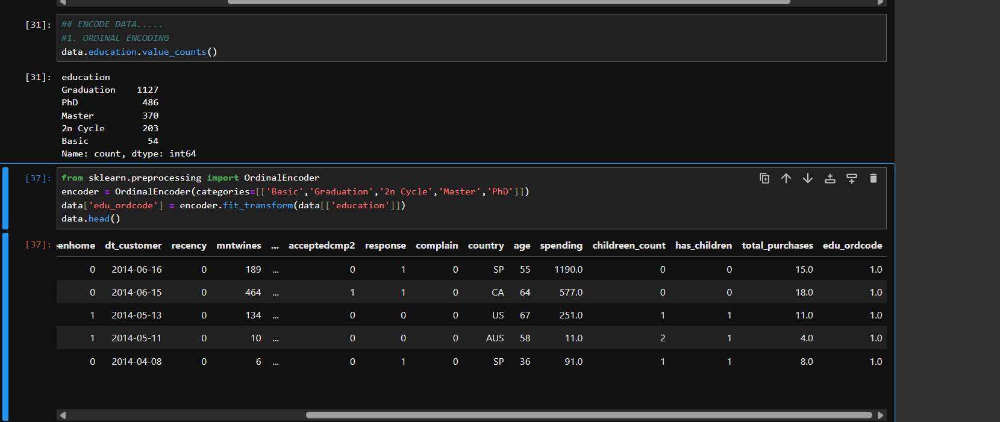 [31]: ## ENCODE DATA.....
#1. ORDINAL ENCODING
data.education.value_counts()
[31]: education
Graduation 1127
PhD 486
Master 370
2n Cycle 203
Basic 54
Name: count, dtype: int64
[37]: from sklearn.preprocessing import OrdinalEncoder
encoder = OrdinalEncoder(categories=[['Basic','Graduation','2n Cycle','Master','PhD']])
data['edu_ordcode'] = encoder.fit_transform(data[['education']])
data.head()
[37]: enhome dt_customer recency mntwines ... acceptedcmp2 response complain country age spending childreen_count has_children total_purchases edu_ordcode
0 2014-06-16 0 189 ... 0 1 0 SP 55 1190.0 0 0 15.0 1.0
0 2014-06-15 0 464 ... 1 1 0 CA 64 577.0 0 0 18.0 1.0
1 2014-05-13 0 134 ... 0 0 0 US 67 251.0 1 1 11.0 1.0
1 2014-05-11 0 10 ... 0 0 0 AUS 58 11.0 2 1 4.0 1.0
0 2014-04-08 0 6 ... 0 1 0 SP 36 91.0 1 1 8.0 1.0